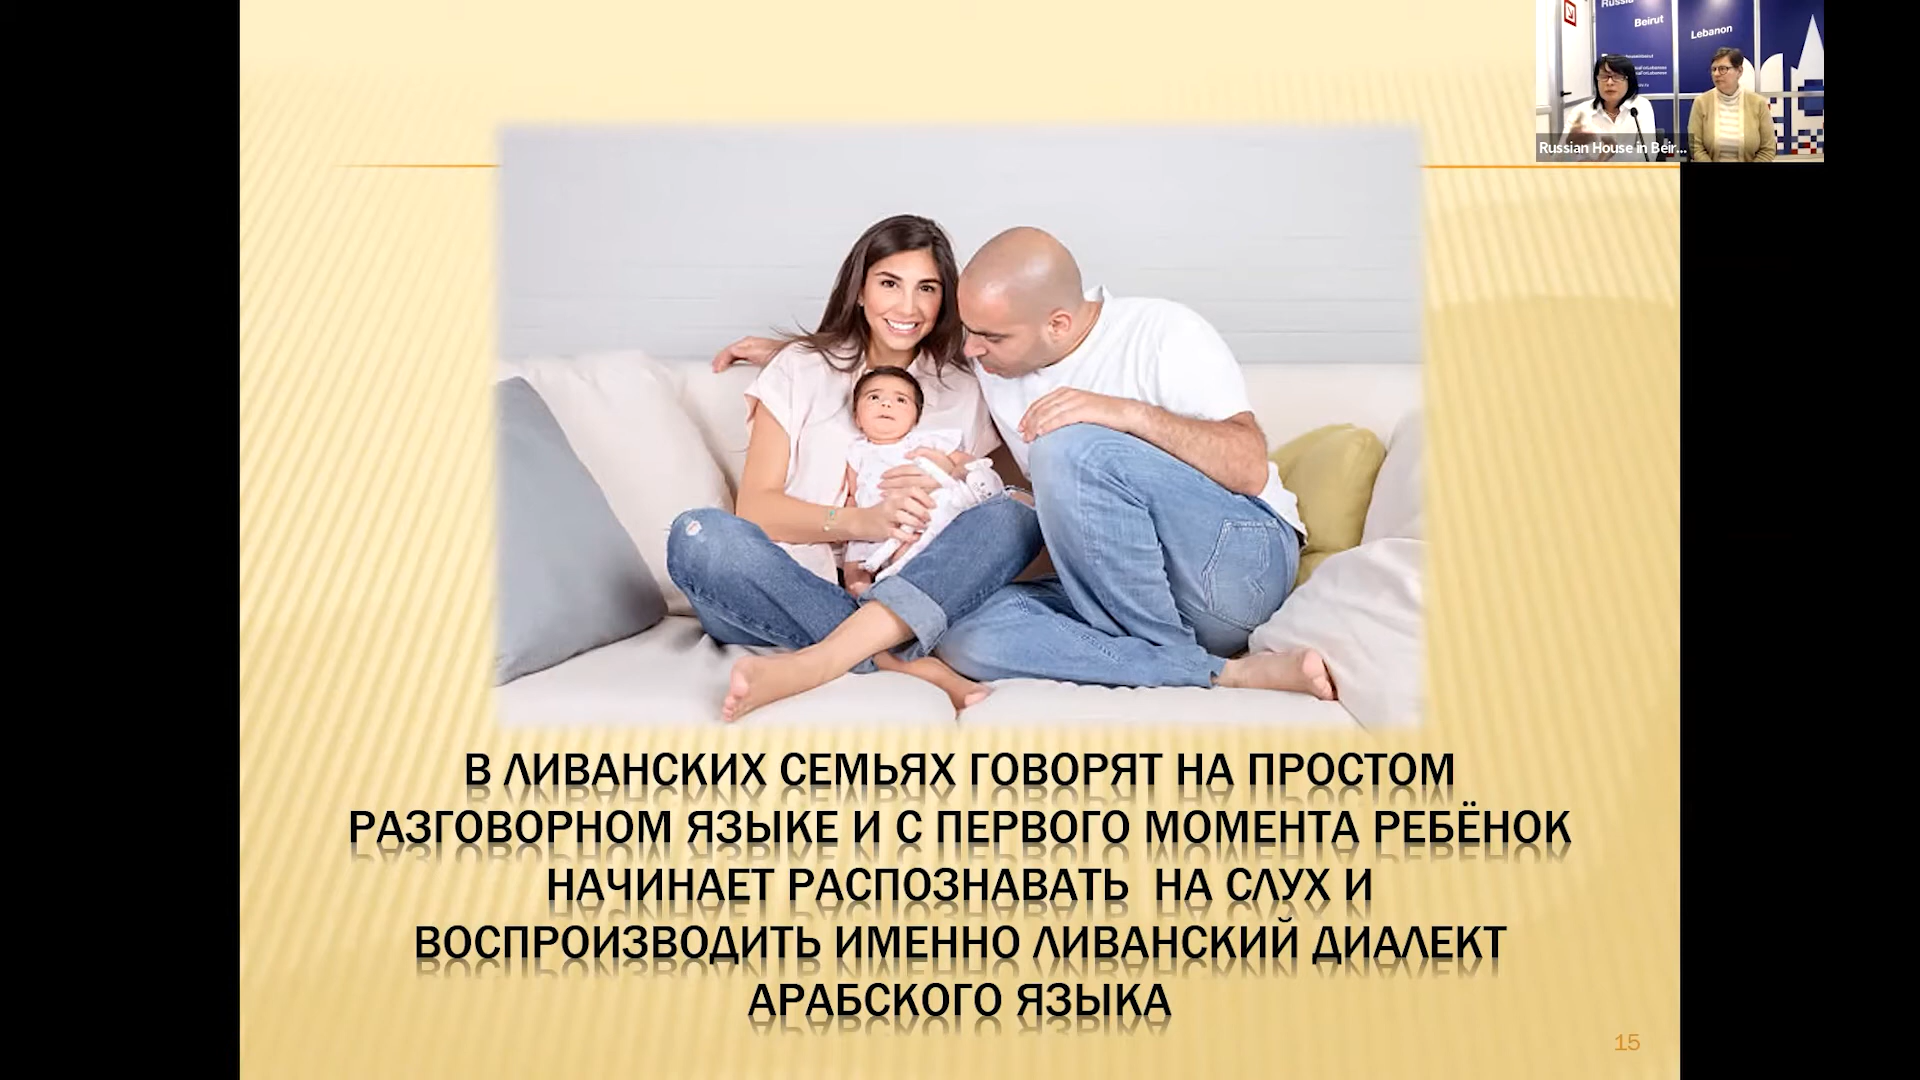 Russia
Beirut
Lebanon
Russian House in Beir...
В ЛИВАНСКИХ СЕМЬЯХ ГОВОРЯТ НА ПРОСТОМ
РАЗГОВОРНОМ ЯЗЫКЕ И С ПЕРВОГО МОМЕНТА РЕБЁНОК
НАЧИНАЕТ РАСПОЗНАВАТЬ НА СЛУХ И
ВОСПРОИЗВОДИТЬ ИМЕННО ЛИВАНСКИЙ ДИАЛЕКТ
АРАБСКОГО ЯЗЫКА
15